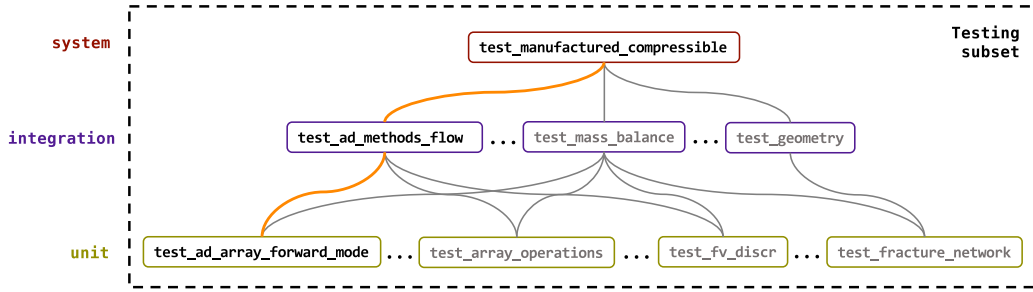 system
test_manufactured_compressible
Testing
subset
integration
test_ad_methods_flow
...
test_mass_balance
...
test_geometry
unit
test_ad_array_forward_mode
...
test_array_operations
...
test_fv_discr
...
test_fracture_network